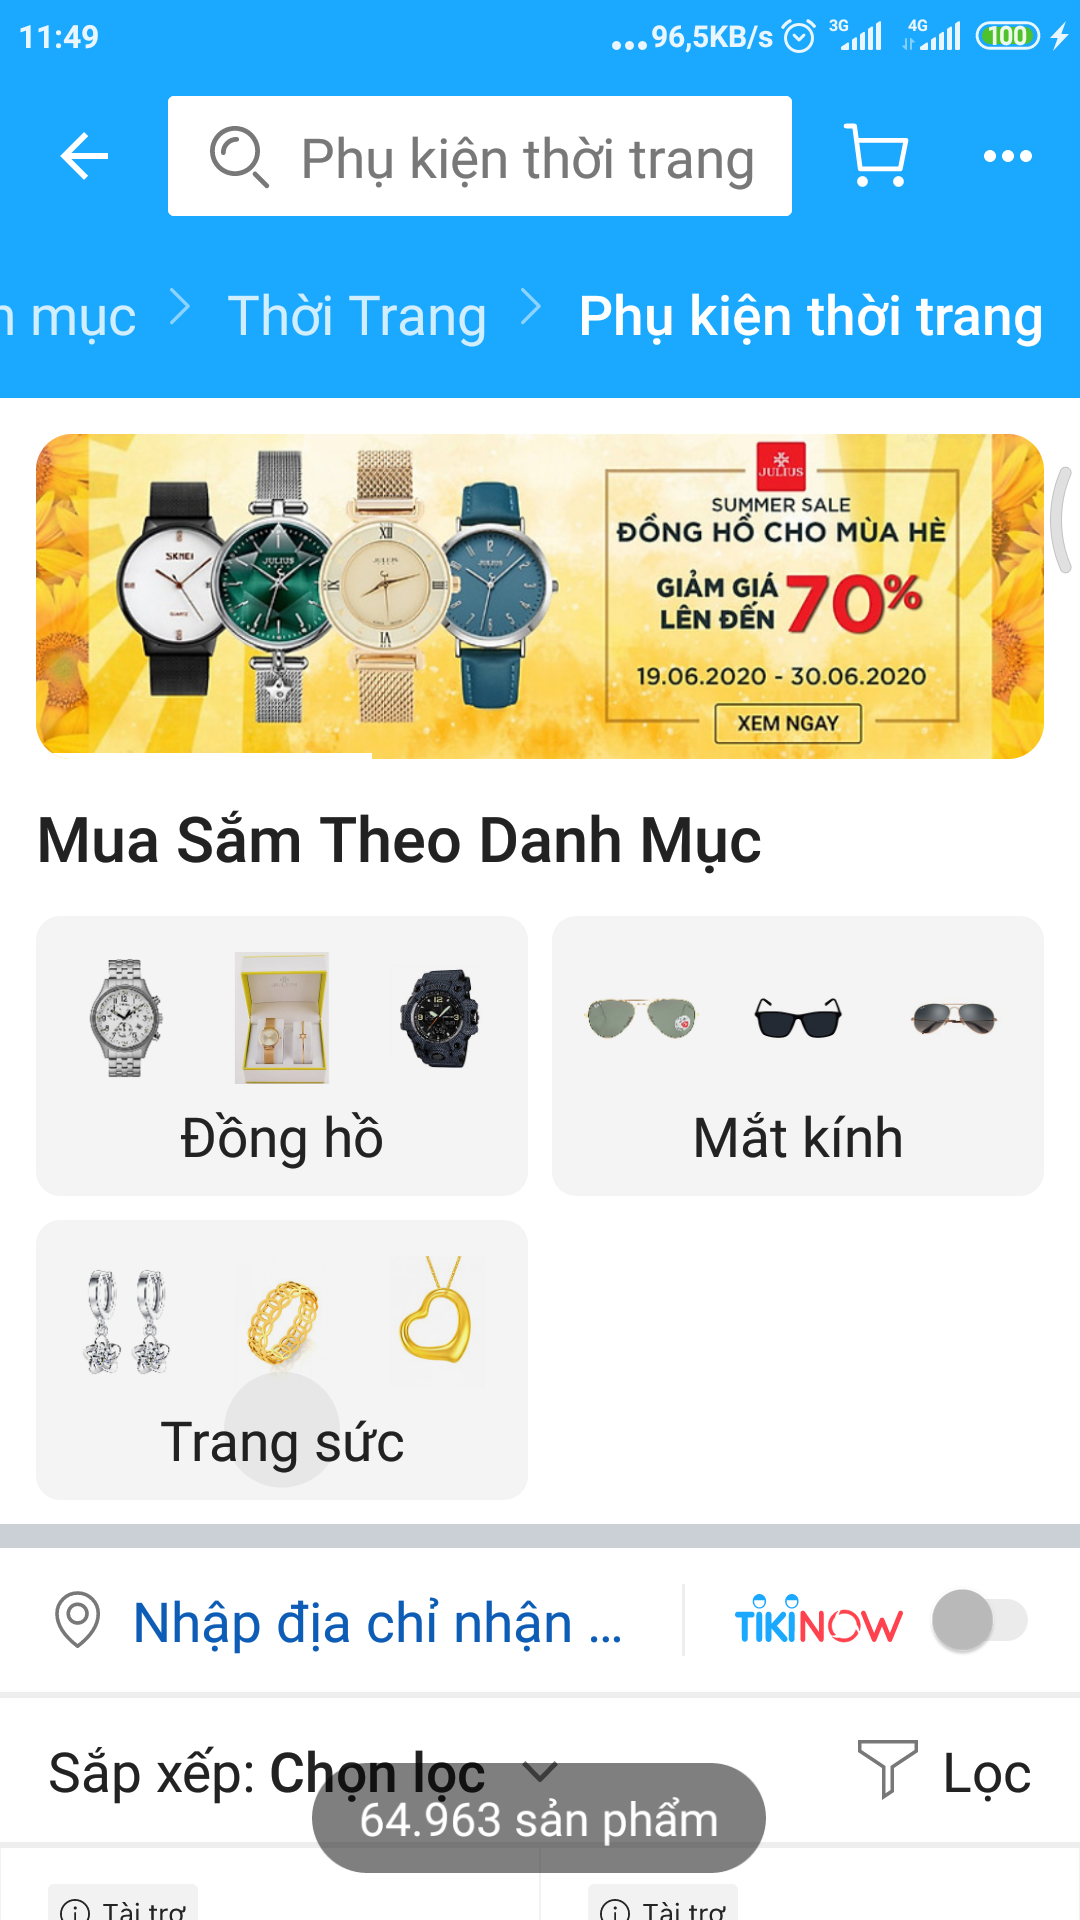 11:49
...96,5KB/s 3G 4G 100
Phụ kiện thời trang
n mục > Thời Trang > Phụ kiện thời trang
JULIUS
SUMMER SALE
ĐỒNG HỒ CHO MÙA HÈ
GIẢM GIÁ
LÊN ĐẾN 70%
19.06.2020 - 30.06.2020
XEM NGAY
SKMEI
JULIUS
Mua Sắm Theo Danh Mục
Đồng hồ
Mắt kính
Trang sức
Nhập địa chỉ nhận ...
TIKINOW
Sắp xếp: Chọn lọc
Lọc
64.963 sản phẩm
Tài trợ
Tài trợ